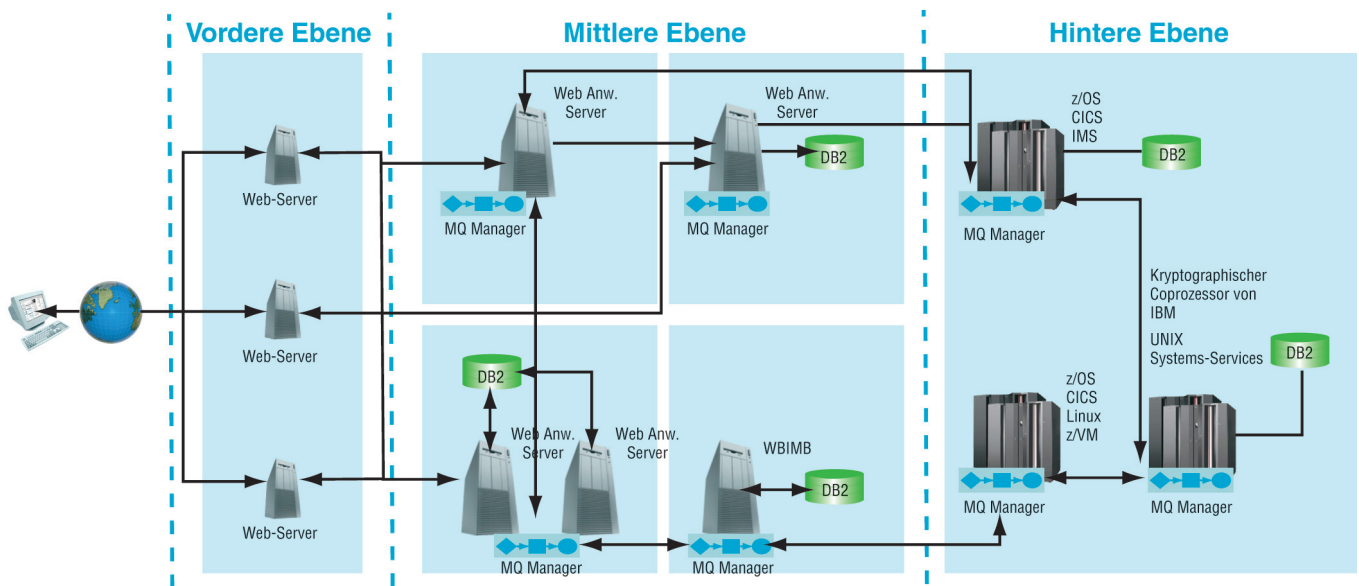 Vordere Ebene
Mittlere Ebene
Hintere Ebene
Web-Server
Web-Server
Web-Server
Web Anw.
Server
MQ Manager
Web Anw.
Server
DB2
MQ Manager
DB2
Web Anw.
Server
Web Anw.
Server
MQ Manager
WBIMB
DB2
MQ Manager
z/OS
CICS
IMS
DB2
MQ Manager
Kryptographischer
Coprozessor von
IBM
UNIX
Systems-Services
DB2
z/OS
CICS
Linux
z/VM
MQ Manager
MQ Manager